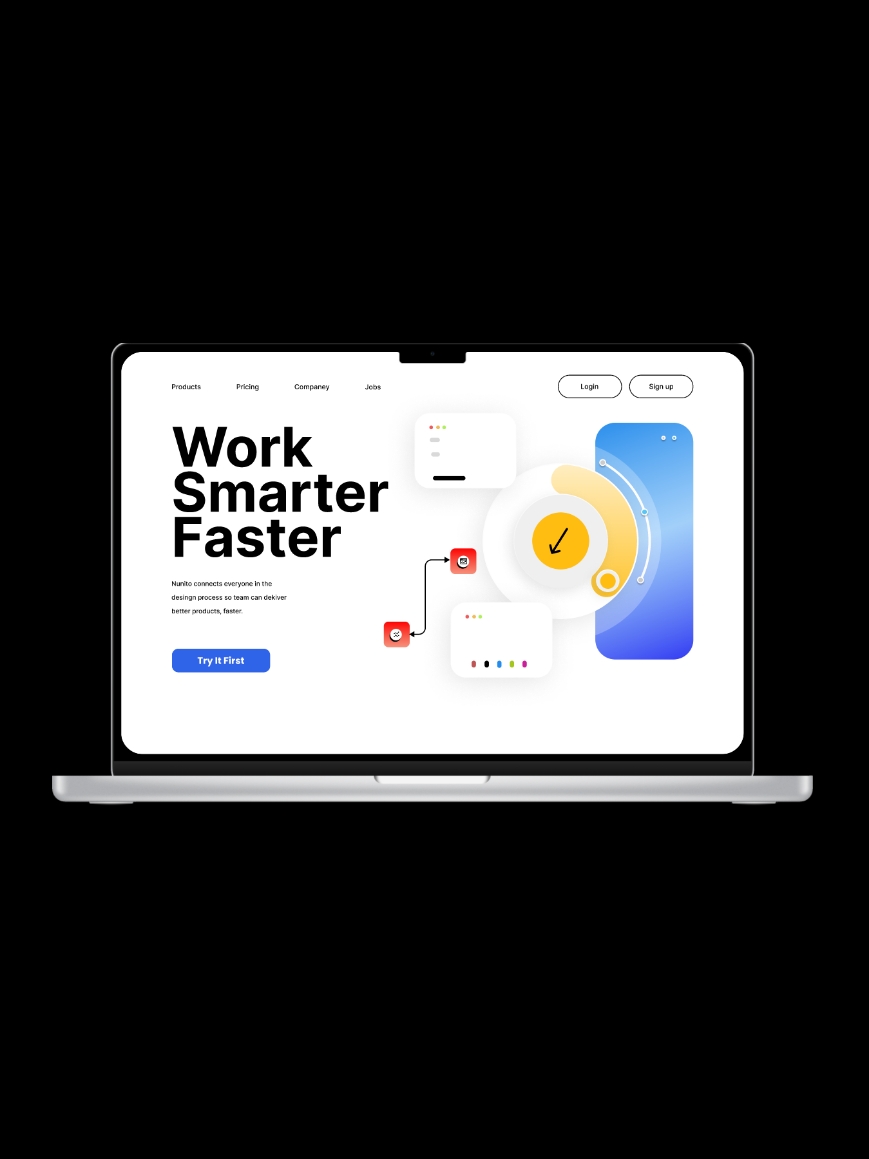 Products Pricing Companey Jobs Login Sign up
Work
Smarter
Faster
Nunito connects everyone in the
desingn process so team can dekiver
better products, faster.
Try It First